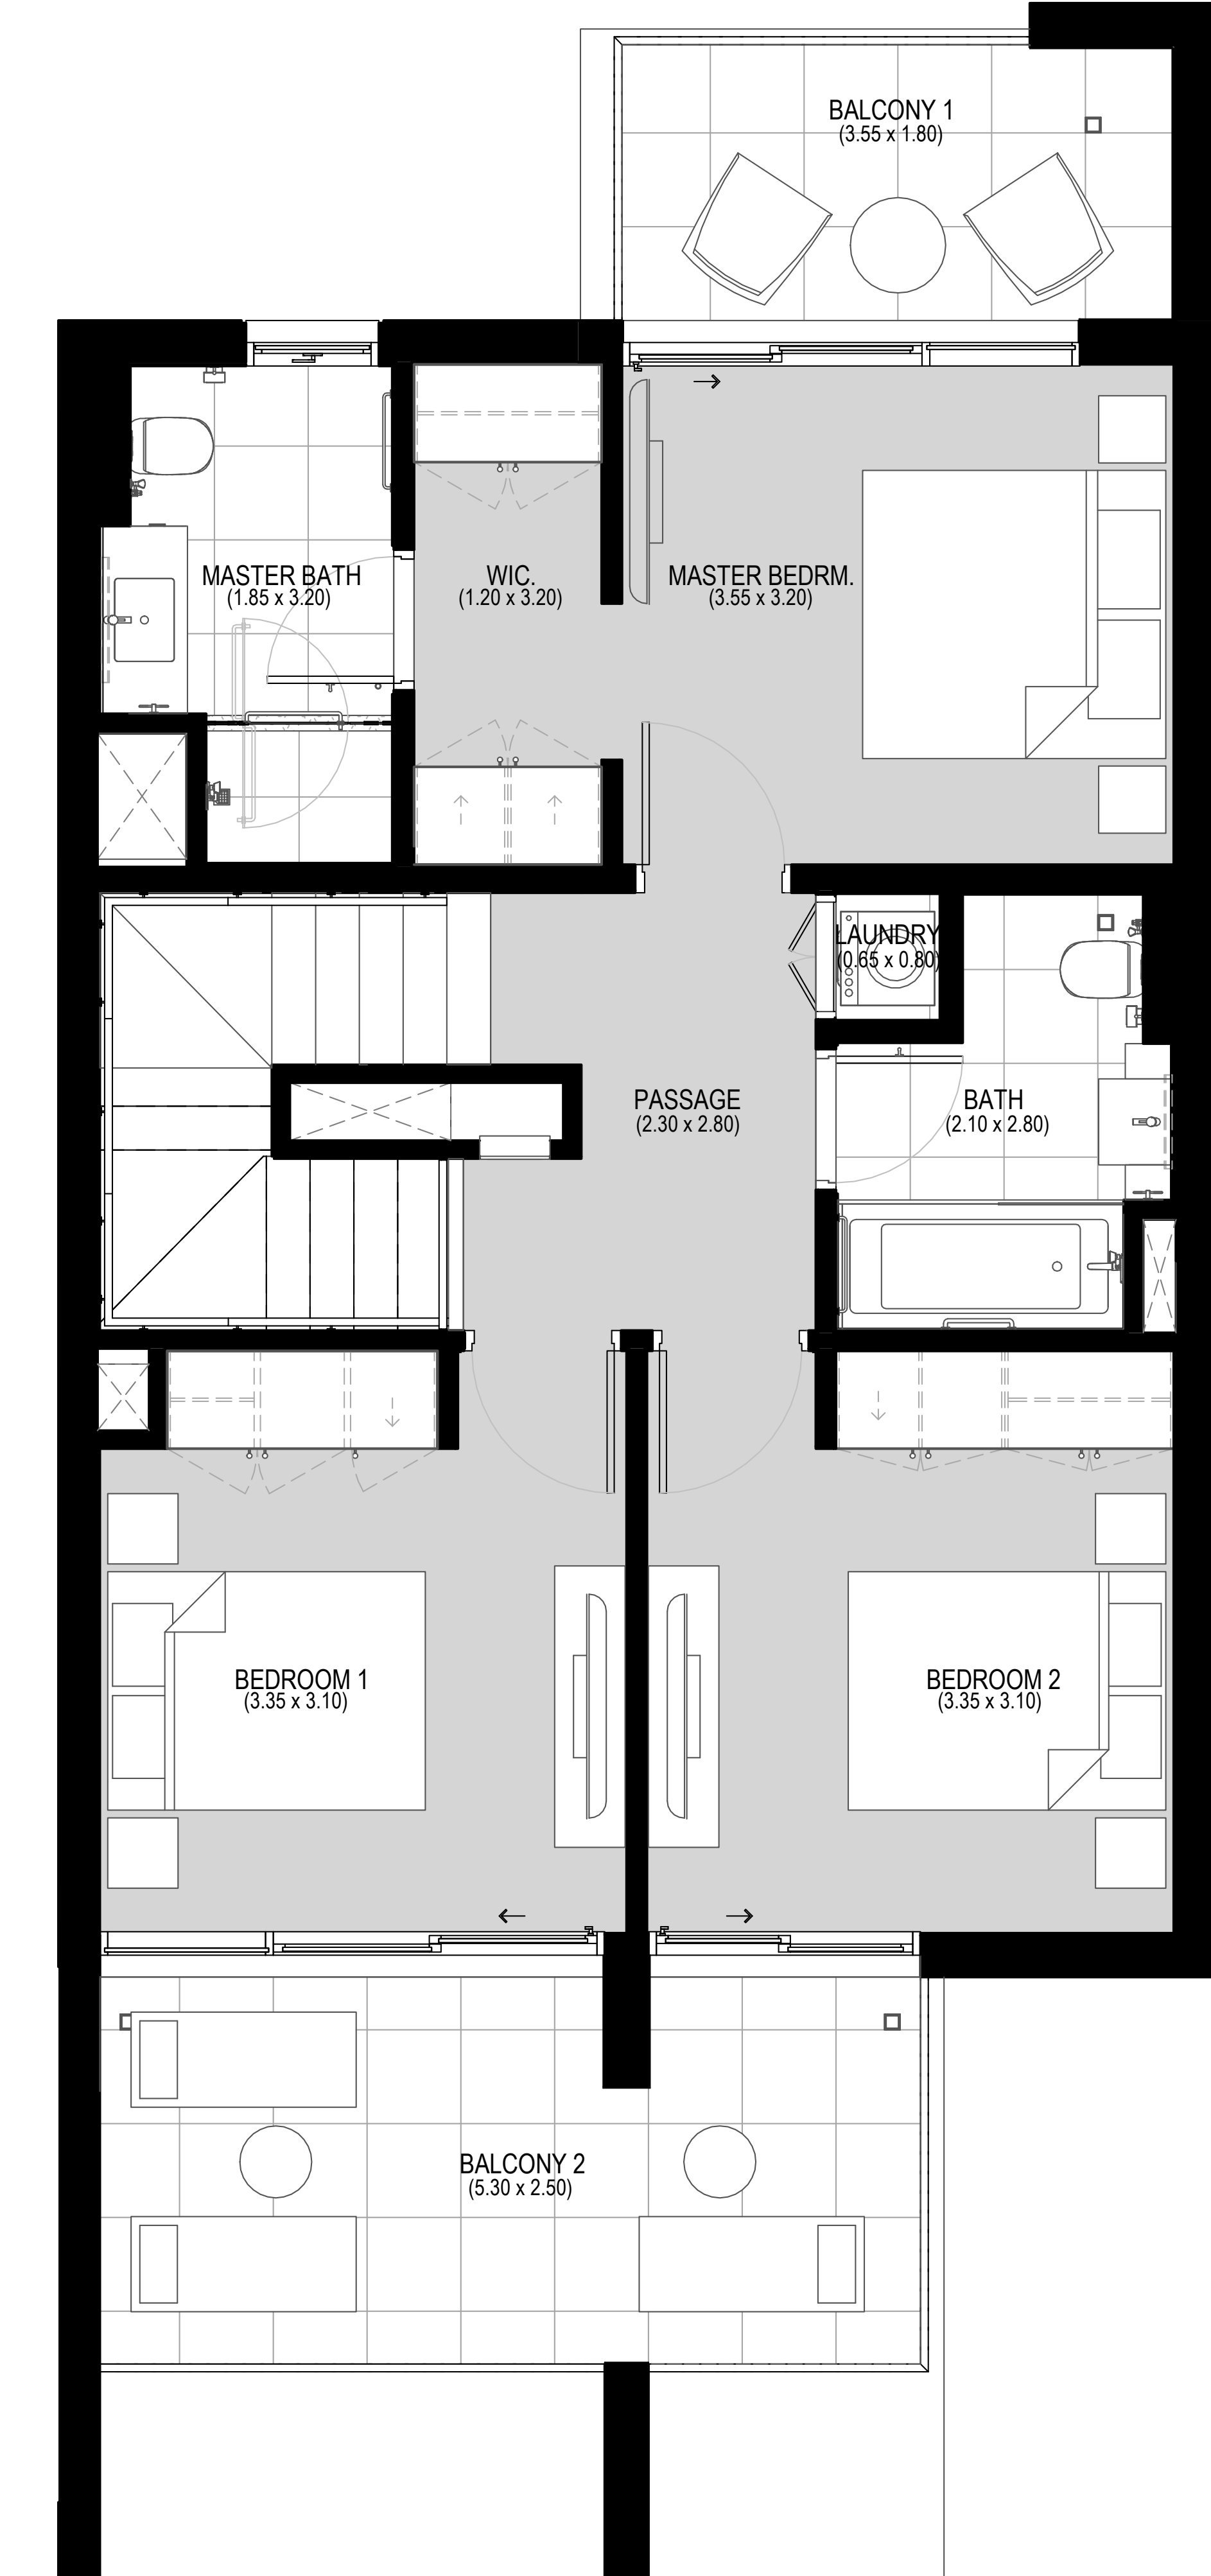 BALCONY 1
(3.55 x 1.80)
MASTER BATH
(1.85 x 3.20)
WIC.
(1.20 x 3.20)
MASTER BEDRM.
(3.55 x 3.20)
LAUNDRY
(0.65 x 0.80)
PASSAGE
(2.30 x 2.80)
BATH
(2.10 x 2.80)
BEDROOM 1
(3.35 x 3.10)
BEDROOM 2
(3.35 x 3.10)
BALCONY 2
(5.30 x 2.50)